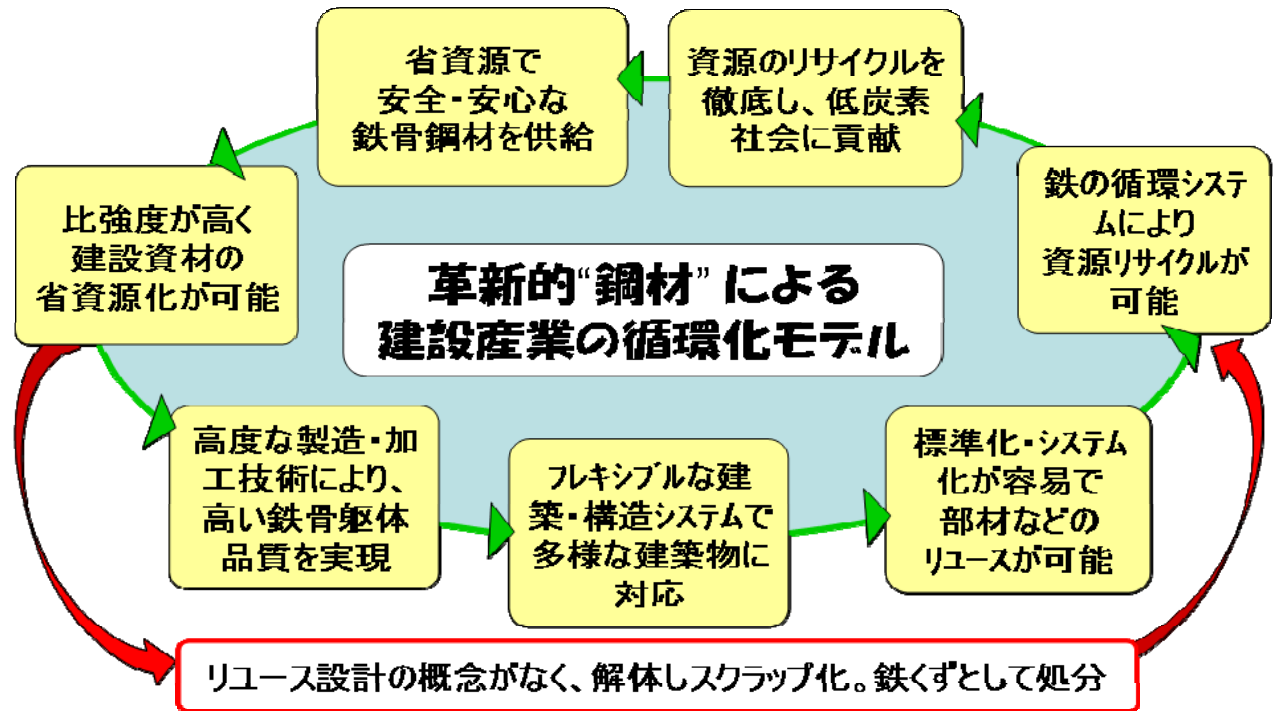 省資源で
安全・安心な
鉄骨鋼材を供給
資源のリサイクルを
徹底し、低炭素
社会に貢献
鉄の循環システ
ムにより
資源リサイクルが
可能
比強度が高く
建設資材の
省資源化が可能
革新的“鋼材”による
建設産業の循環化モデル
高度な製造・加
工技術により、
高い鉄骨躯体
品質を実現
フレキシブルな建
築・構造システムで
多様な建築物に
対応
標準化・システム
化が容易で
部材などの
リユースが可能
リユース設計の概念がなく、解体しスクラップ化。鉄くずとして処分